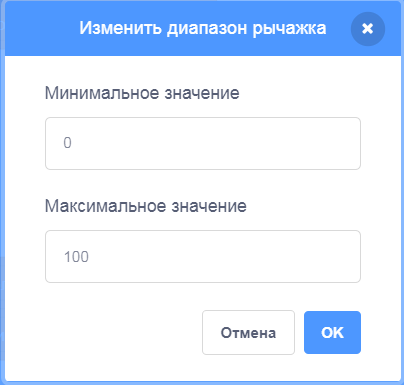 Изменить диапазон рычажка
Минимальное значение
0
Максимальное значение
100
Отмена
OK